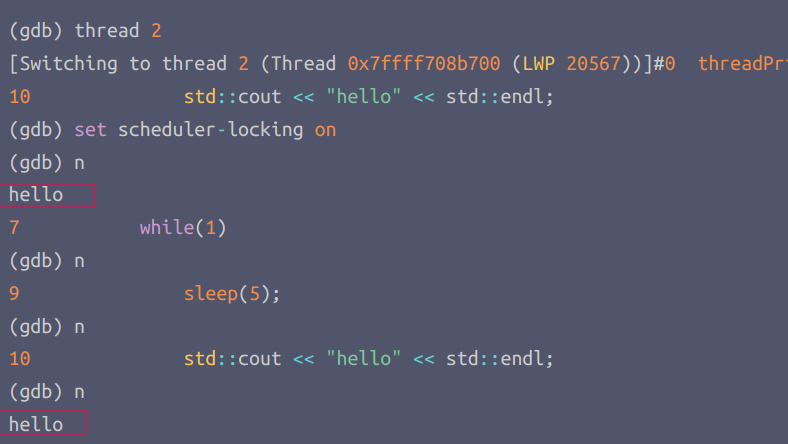 (gdb) thread 2
[Switching to thread 2 (Thread 0x7ffff708b700 (LWP 20567))]#0  threadPr
10              std::cout << "hello" << std::endl;
(gdb) set scheduler-locking on
(gdb) n
hello
7           while(1)
(gdb) n
9               sleep(5);
(gdb) n
10              std::cout << "hello" << std::endl;
(gdb) n
hello